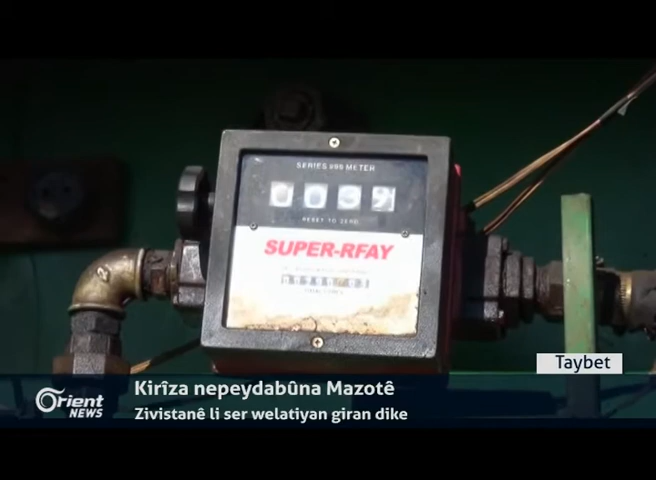 SERIES 800 METER
RESET TO ZERO
SUPER-RFAY
Taybet
Orient
NEWS
Kirîza nepeydabûna Mazotê
Zivistanê li ser welatiyan giran dike